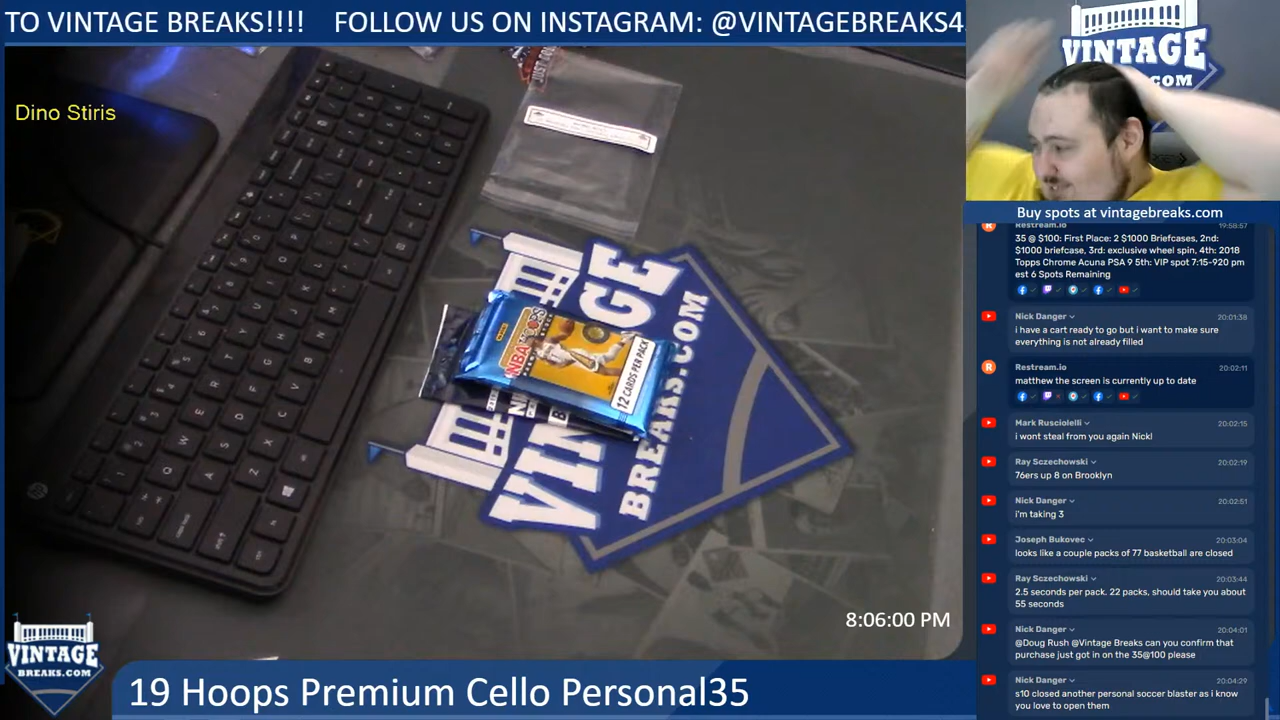 TO VINTAGE BREAKS!!!! FOLLOW US ON INSTAGRAM: @VINTAGEBREAKS4
Dino Stiris
JUST
NBA HOOPS
12 CARDS PER PACK
VINTAGE
BREAKS.COM
8:06:00 PM
VINTAGE
BREAKS.COM
19 Hoops Premium Cello Personal35
VINTAGE
.COM
Buy spots at vintagebreaks.com
Restream.io 19:58:57
35 @ $100: First Place: 2 $1000 Briefcases, 2nd:
$1000 briefcase, 3rd: exclusive wheel spin, 4th: 2018
Topps Chrome Acuna PSA 9 5th: VIP spot 7:15-920 pm
est 6 Spots Remaining
Nick Danger 20:01:38
i have a cart ready to go but i want to make sure
everything is not already filled
Restream.io 20:02:11
matthew the screen is currently up to date
Mark Rusciolelli 20:02:15
i wont steal from you again Nick!
Ray Sczechowski 20:02:19
76ers up 8 on Brooklyn
Nick Danger 20:02:51
i'm taking 3
Joseph Bukovec 20:03:04
looks like a couple packs of 77 basketball are closed
Ray Sczechowski 20:03:44
2.5 seconds per pack. 22 packs, should take you about
55 seconds
Nick Danger 20:04:01
@Doug Rush @Vintage Breaks can you confirm that
purchase just got in on the 35@100 please
Nick Danger 20:04:29
s10 closed another personal soccer blaster as i know
you love to open them